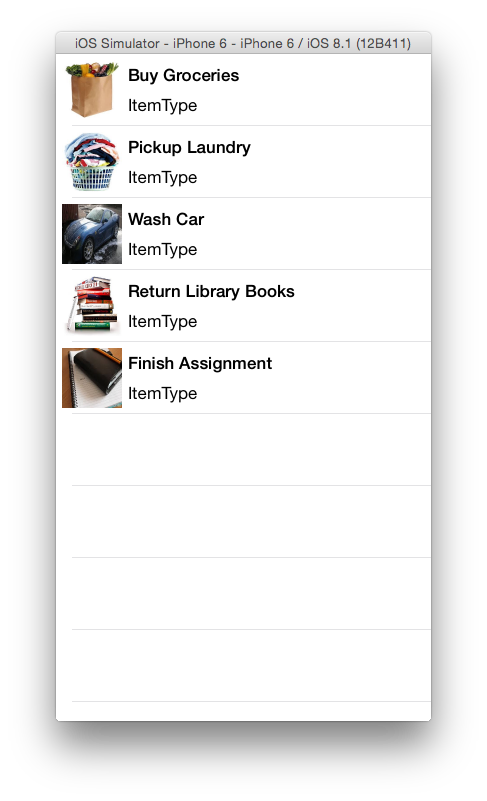 iOS Simulator - iPhone 6 - iPhone 6 / iOS 8.1 (12B411)
Buy Groceries
ItemType
Pickup Laundry
ItemType
Wash Car
ItemType
Return Library Books
ItemType
Finish Assignment
ItemType